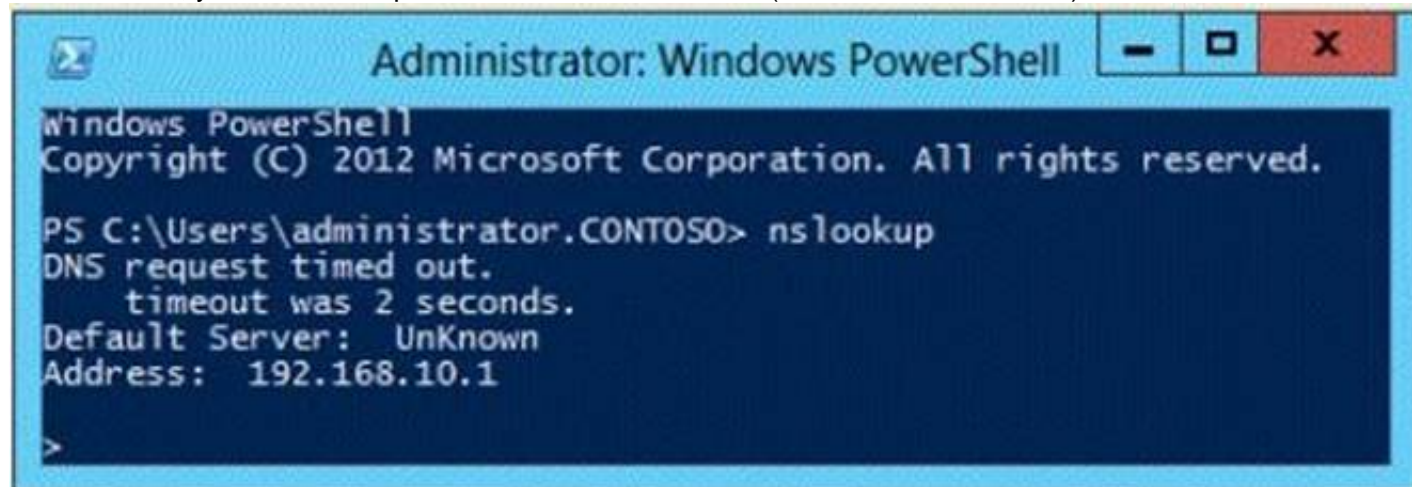 Administrator: Windows PowerShell
Windows PowerShell
Copyright (C) 2012 Microsoft Corporation. All rights reserved.
PS C:\Users\administrator.CONTOSO> nslookup
DNS request timed out.
timeout was 2 seconds.
Default Server: UnKnown
Address: 192.168.10.1
>